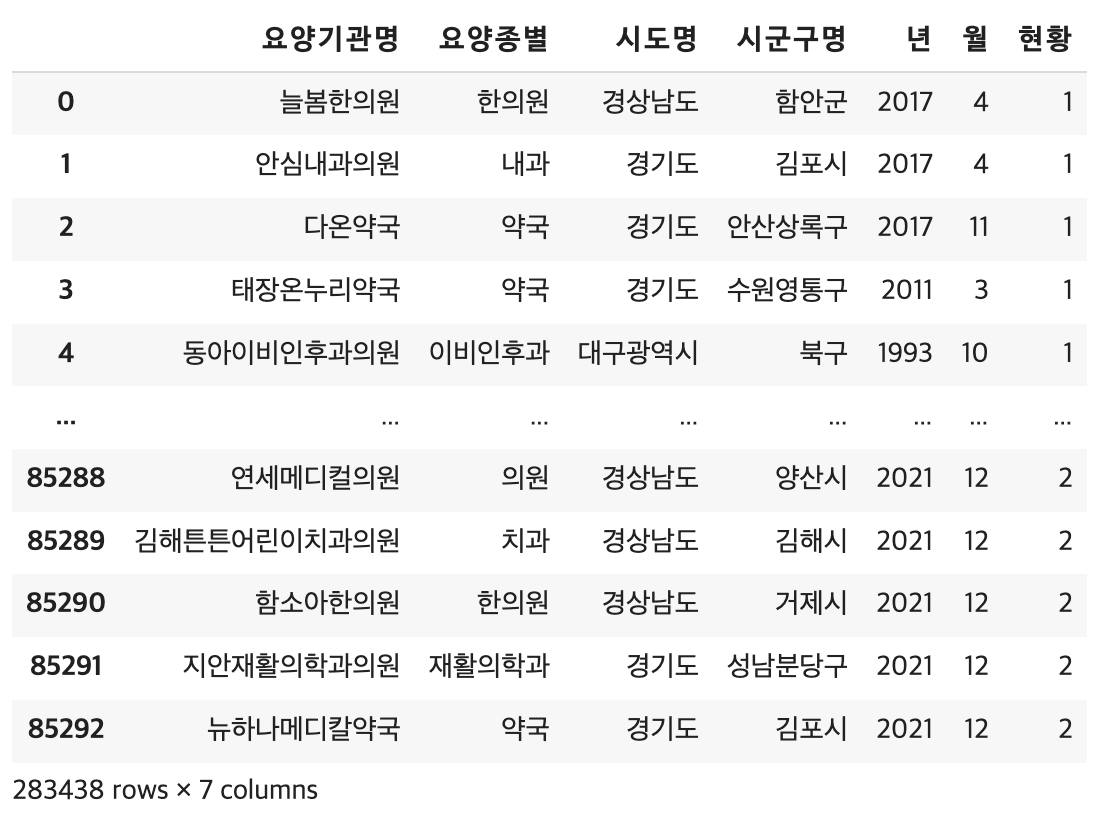 요양기관명 요양종별 시도명 시군구명 년 월 현황
0 늘봄한의원 한의원 경상남도 함안군 2017 4 1
1 안심내과의원 내과 경기도 김포시 2017 4 1
2 다온약국 약국 경기도 안산상록구 2017 11 1
3 태장온누리약국 약국 경기도 수원영통구 2011 3 1
4 동아이비인후과의원 이비인후과 대구광역시 북구 1993 10 1
... ... ... ... ... ... ... ...
85288 연세메디컬의원 의원 경상남도 양산시 2021 12 2
85289 김해튼튼어린이치과의원 치과 경상남도 김해시 2021 12 2
85290 함소아한의원 한의원 경상남도 거제시 2021 12 2
85291 지안재활의학과의원 재활의학과 경기도 성남분당구 2021 12 2
85292 뉴하나메디칼약국 약국 경기도 김포시 2021 12 2
283438 rows × 7 columns